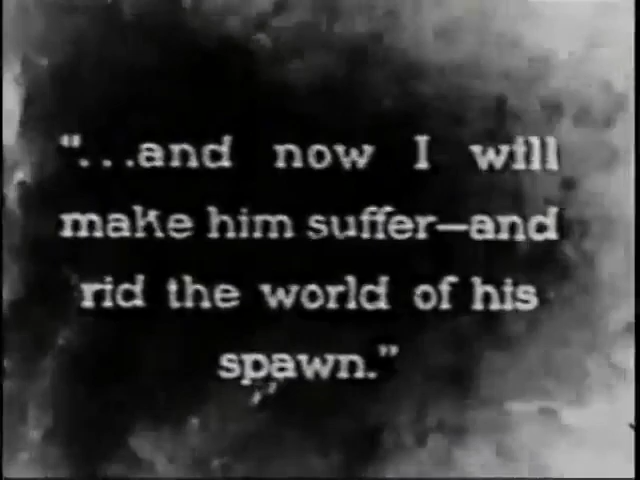 "...and now I will
make him suffer—and
rid the world of his
spawn."